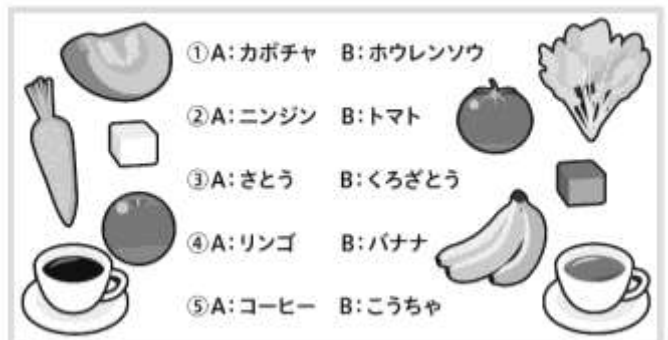 ①A：カボチャ　B：ホウレンソウ
②A：ニンジン　B：トマト
③A：さとう　B：くろざとう
④A：リンゴ　B：バナナ
⑤A：コーヒー　B：こうちゃ